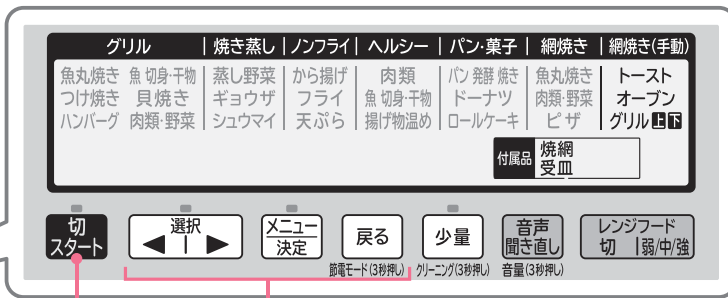 グリル 焼き蒸し ノンフライ ヘルシー パン・菓子 網焼き 網焼き(手動)
魚丸焼き 魚切身・干物 蒸し野菜 から揚げ 肉類 パン発酵焼き 魚丸焼き トースト
つけ焼き 貝焼き ギョウザ フライ 魚切身・干物 ドーナツ 肉類・野菜 オーブン
ハンバーグ 肉類・野菜 シュウマイ 天ぷら 揚げ物温め ロールケーキ ピザ グリル上下
付属品 焼網
受皿
切
スタート
選択
◀ ▶
メニュー
決定
戻る
節電モード(3秒押し)
少量
クリーニング(3秒押し)
音声
聞き直し
音量(3秒押し)
レンジフード
切 弱/中/強